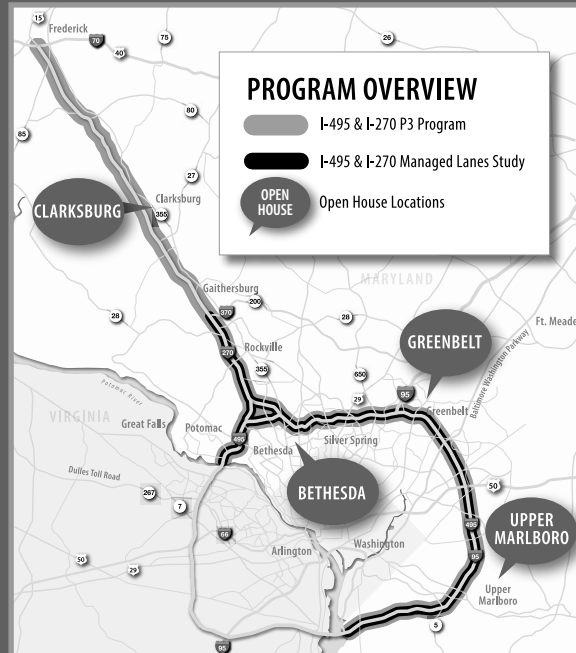 15
Frederick
70
40
75
26
PROGRAM OVERVIEW
I-495 & I-270 P3 Program
I-495 & I-270 Managed Lanes Study
OPEN
HOUSE
Open House Locations
80
85
27
CLARKSBURG
Clarksburg
355
MARYLAND
Gaithersburg
370
200
28
28
Ft. Meade
Baltimore Washington Parkway
GREENBELT
270
Rockville
355
650
95
29
Greenbelt
Potomac River
VIRGINIA
Great Falls
Potomac
495
Bethesda
Silver Spring
BETHESDA
Dulles Toll Road
267
7
50
UPPER
MARLBORO
66
495
Arlington
Washington
95
50
29
Upper
Marlboro
5
95